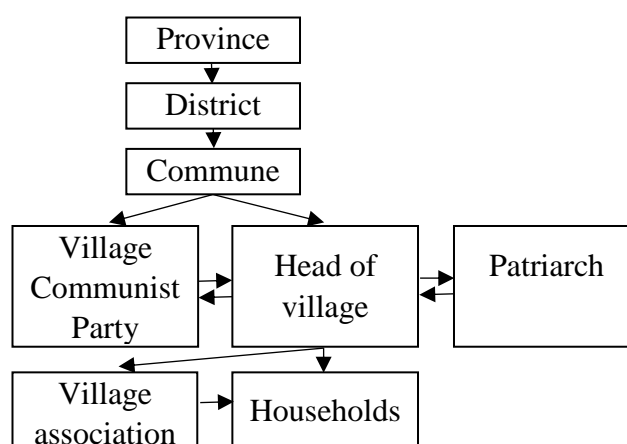 Province
District
Commune
Village
Communist
Party
Head of
village
Patriarch
Village
association
Households